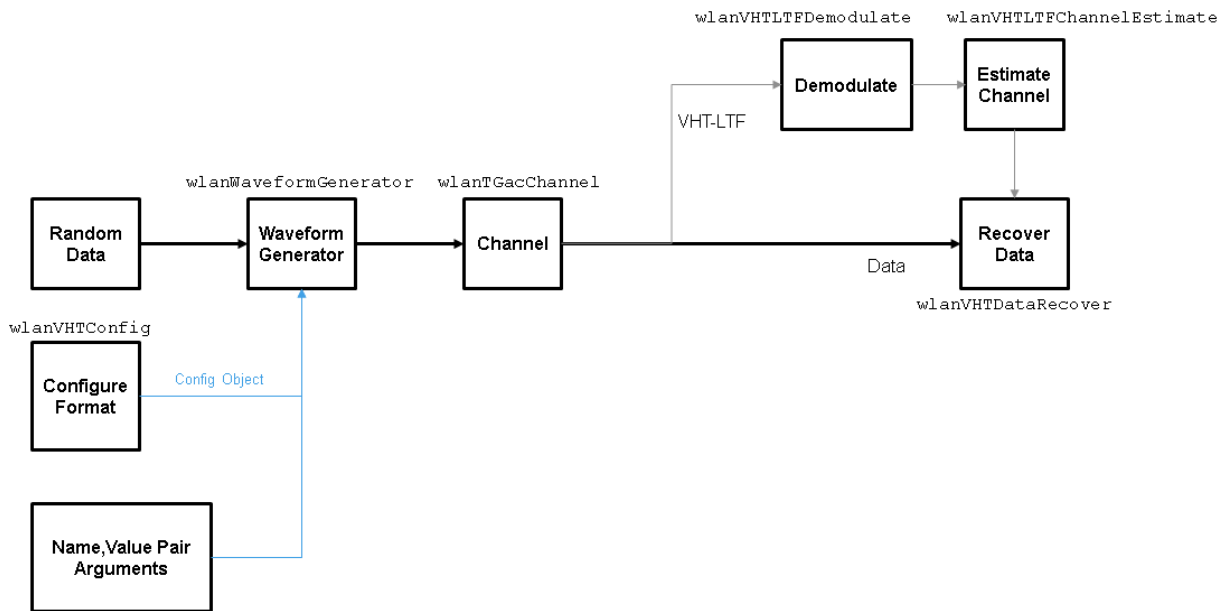 wlanVHTLTFDemodulate
wlanVHTLTFChannelEstimate
Demodulate
Estimate
Channel
VHT-LTF
wlanWaveformGenerator
wlanTGacChannel
Random
Data
Waveform
Generator
Channel
Recover
Data
Data
wlanVHTDataRecover
wlanVHTConfig
Configure
Format
Config Object
Name,Value Pair
Arguments